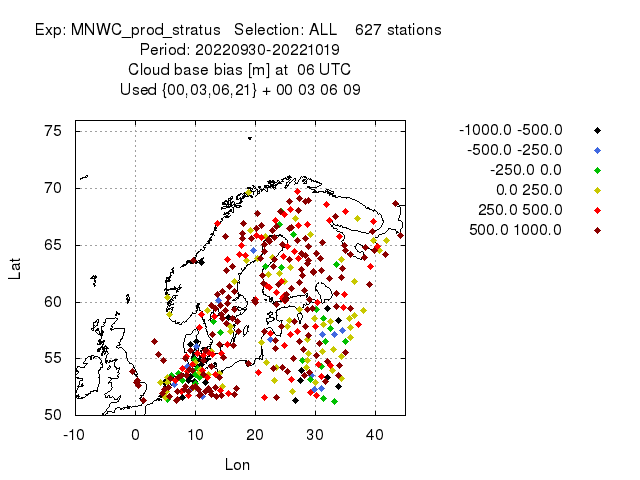 Exp: MNWC_prod_stratus   Selection: ALL    627 stations
Period: 20220930-20221019
Cloud base bias [m] at  06 UTC
Used {00,03,06,21} + 00 03 06 09
-1000.0 -500.0
-500.0 -250.0
-250.0 0.0
0.0 250.0
250.0 500.0
500.0 1000.0
75
70
65
60
55
50
Lat
-10 0 10 20 30 40
Lon